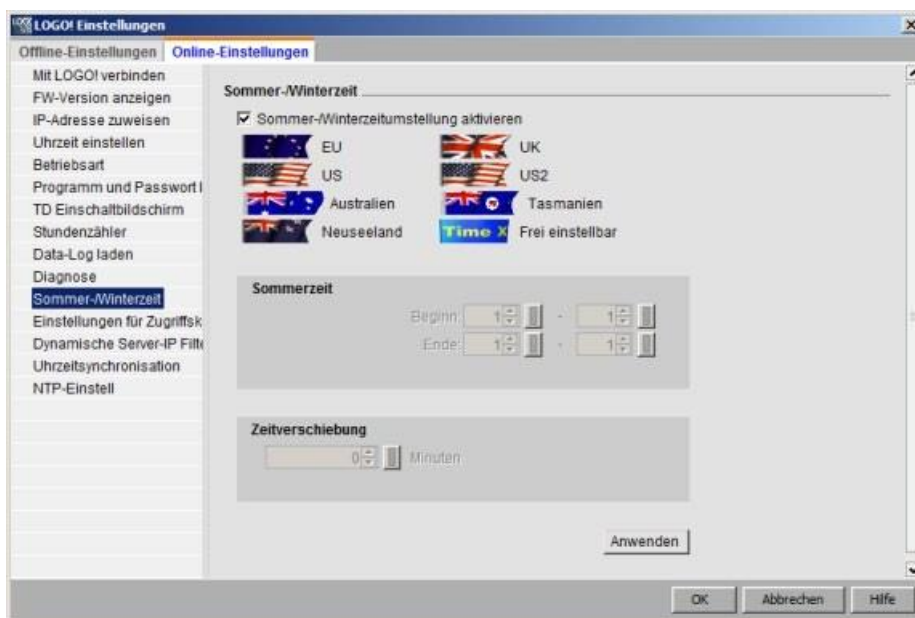 LOGO! Einstellungen
Offline-Einstellungen Online-Einstellungen
Mit LOGO! verbinden
FW-Version anzeigen
IP-Adresse zuweisen
Uhrzeit einstellen
Betriebsart
Programm und Passwort l
TD Einschaltbildschirm
Stundenzähler
Data-Log laden
Diagnose
Sommer-/Winterzeit
Einstellungen für Zugriffsk
Dynamische Server-IP Filte
Uhrzeitsynchronisation
NTP-Einstell
Sommer-/Winterzeit
Sommer-/Winterzeitumstellung aktivieren
EU UK
US US2
Australien Tasmanien
Neuseeland Time X Frei einstellbar
Sommerzeit
Beginn: 1 - 1
Ende: 1 - 1
Zeitverschiebung
0 Minuten
Anwenden
OK Abbrechen Hilfe